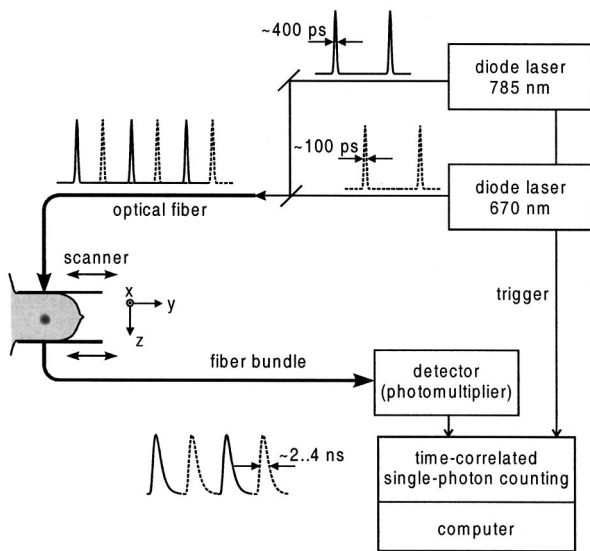 ~400 ps
diode laser
785 nm
~100 ps
diode laser
670 nm
optical fiber
scanner
x
y
z
trigger
fiber bundle
detector
(photomultiplier)
~2..4 ns
time-correlated
single-photon counting
computer